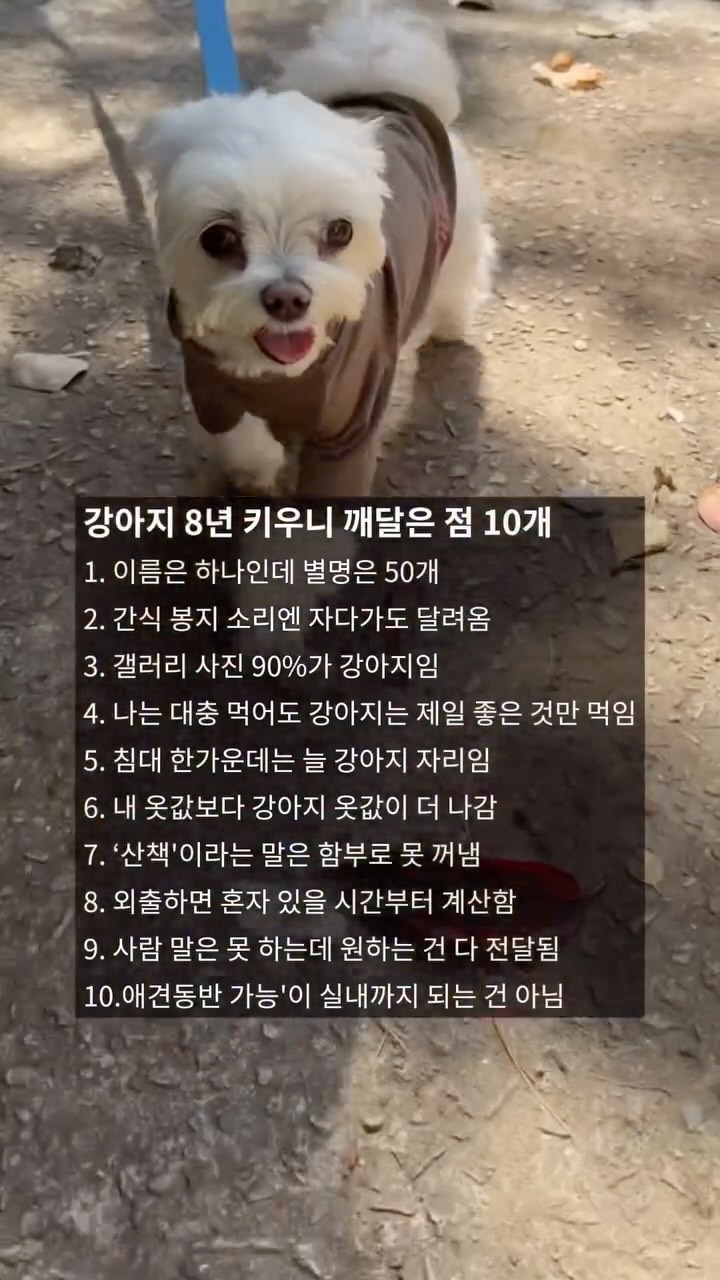 강아지 8년 키우니 깨달은 점 10개
1. 이름은 하나인데 별명은 50개
2. 간식 봉지 소리엔 자다가도 달려옴
3. 갤러리 사진 90%가 강아지임
4. 나는 대충 먹어도 강아지는 제일 좋은 것만 먹임
5. 침대 한가운데는 늘 강아지 자리임
6. 내 옷값보다 강아지 옷값이 더 나감
7. ‘산책'이라는 말은 함부로 못 꺼냄
8. 외출하면 혼자 있을 시간부터 계산함
9. 사람 말은 못 하는데 원하는 건 다 전달됨
10.애견동반 가능'이 실내까지 되는 건 아님